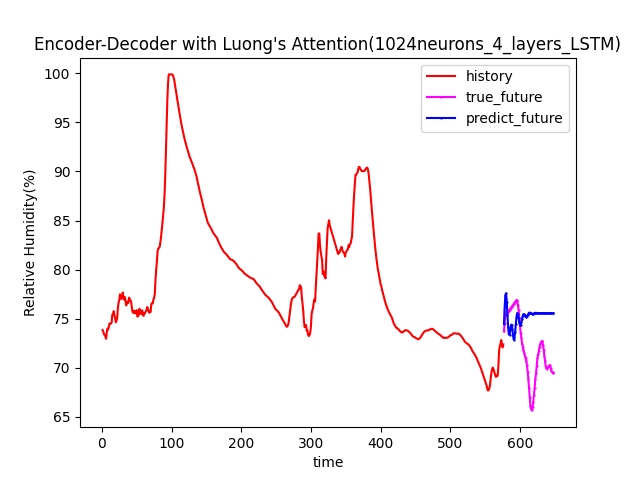 Encoder-Decoder with Luong's Attention(1024neurons_4_layers_LSTM)
history
true_future
predict_future
100
95
90
85
80
75
70
65
Relative Humidity(%)
0 100 200 300 400 500 600
time